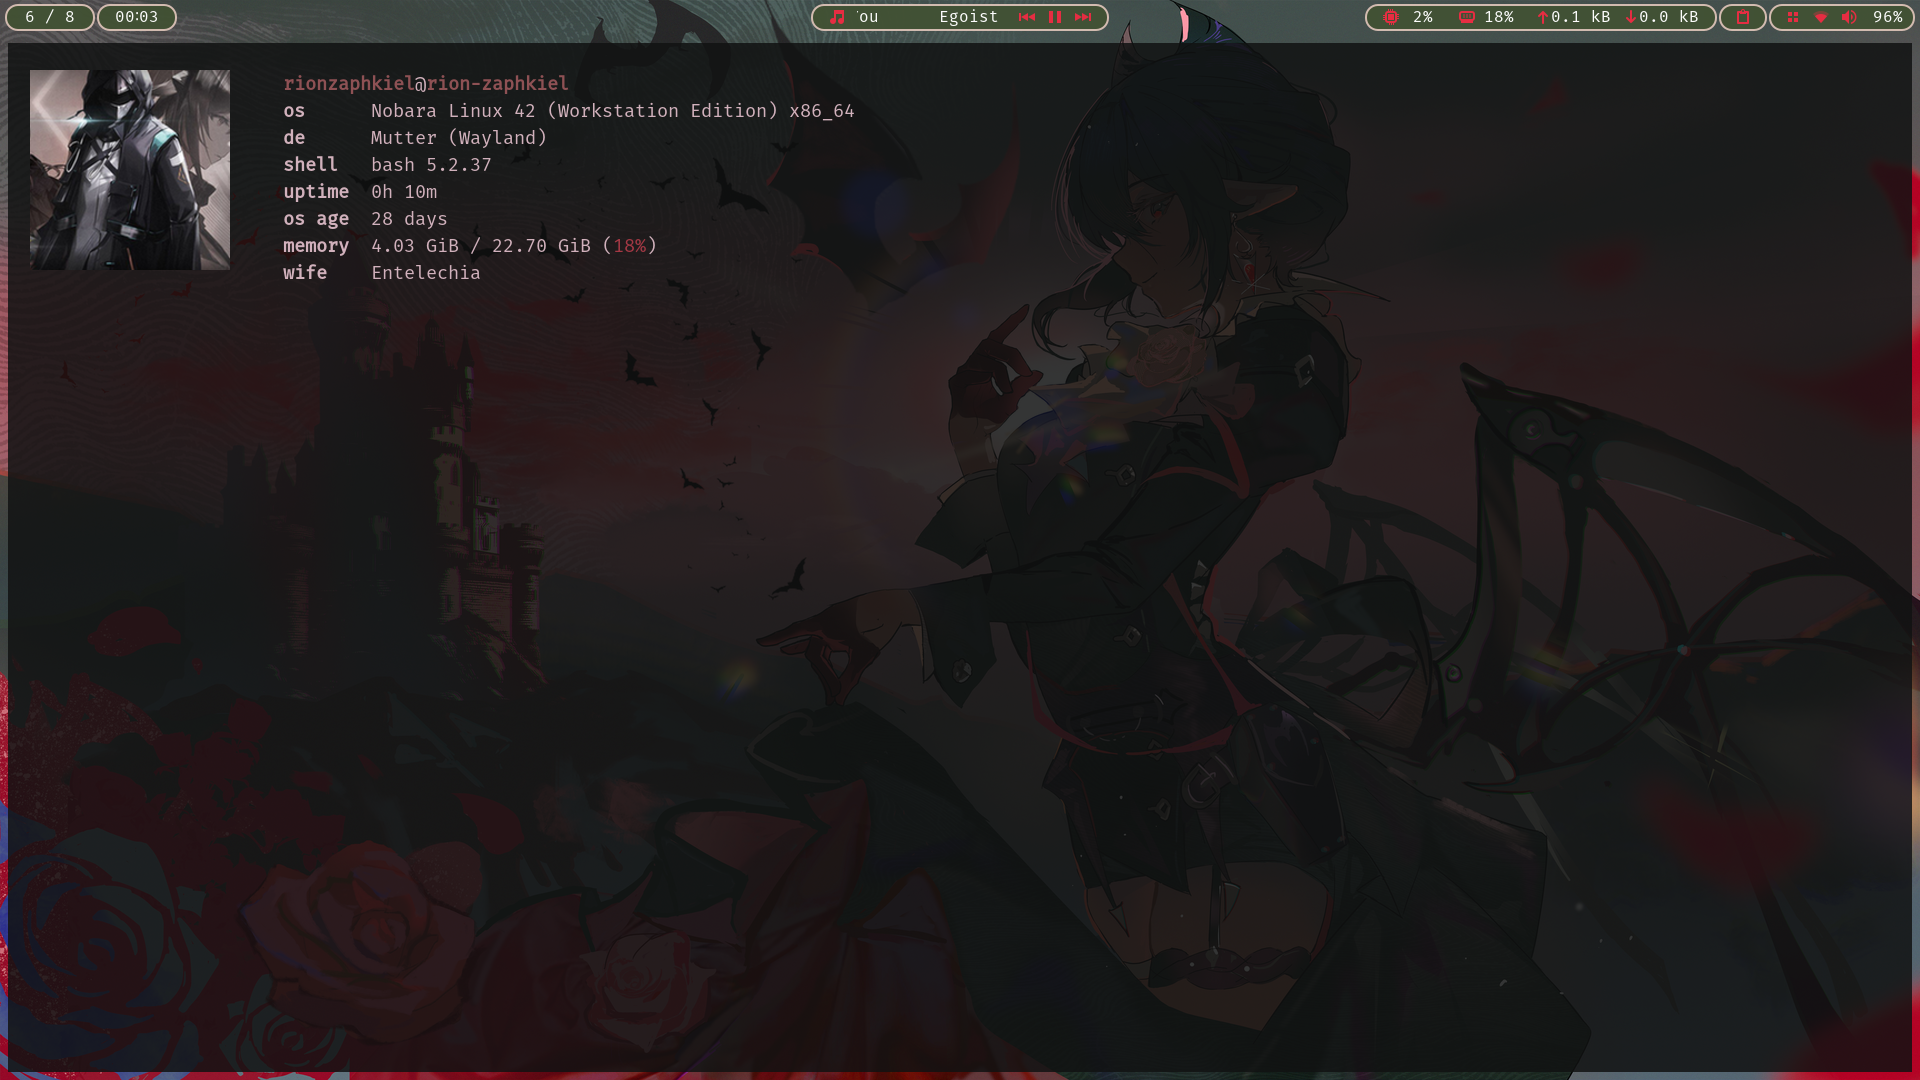 6 / 8 00:03 Egoist 2% 18% ↑0.1 kB ↓0.0 kB 96%
rionzaphkiel@rion-zaphkiel
os Nobara Linux 42 (Workstation Edition) x86_64
de Mutter (Wayland)
shell bash 5.2.37
uptime 0h 10m
os age 28 days
memory 4.03 GiB / 22.70 GiB (18%)
wife Entelechia